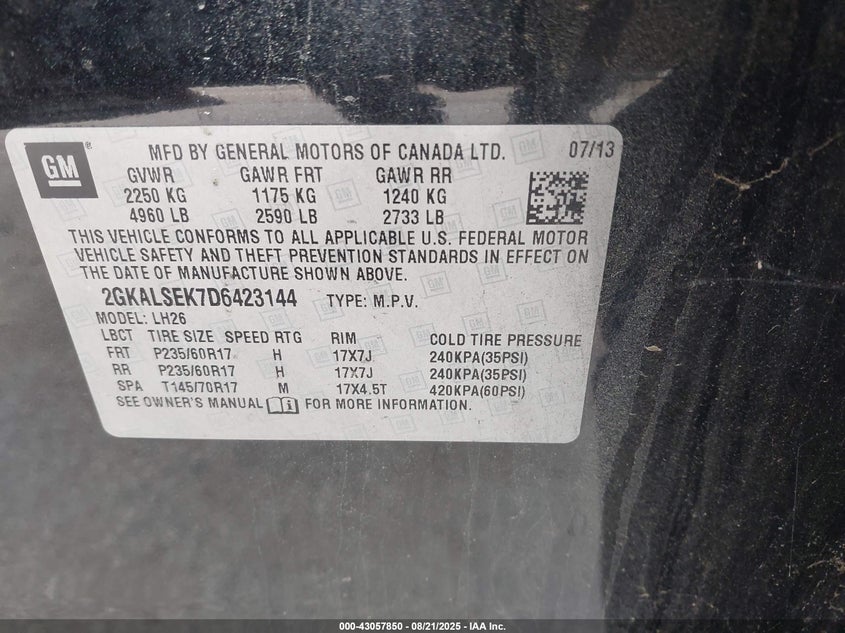 GM
MFD BY GENERAL MOTORS OF CANADA LTD. 07/13
GVWR GAWR FRT GAWR RR
2250 KG 1175 KG 1240 KG
4960 LB 2590 LB 2733 LB
THIS VEHICLE CONFORMS TO ALL APPLICABLE U.S. FEDERAL MOTOR
VEHICLE SAFETY AND THEFT PREVENTION STANDARDS IN EFFECT ON
THE DATE OF MANUFACTURE SHOWN ABOVE.
2GKALSEK7D6423144 TYPE: M.P.V.
MODEL: LH26
LBCT TIRE SIZE SPEED RTG RIM COLD TIRE PRESSURE
FRT P235/60R17 H 17X7J 240KPA(35PSI)
RR P235/60R17 H 17X7J 240KPA(35PSI)
SPA T145/70R17 M 17X4.5T 420KPA(60PSI)
SEE OWNER'S MANUAL FOR MORE INFORMATION.
000-43057850 - 08/21/2025 - IAA Inc.